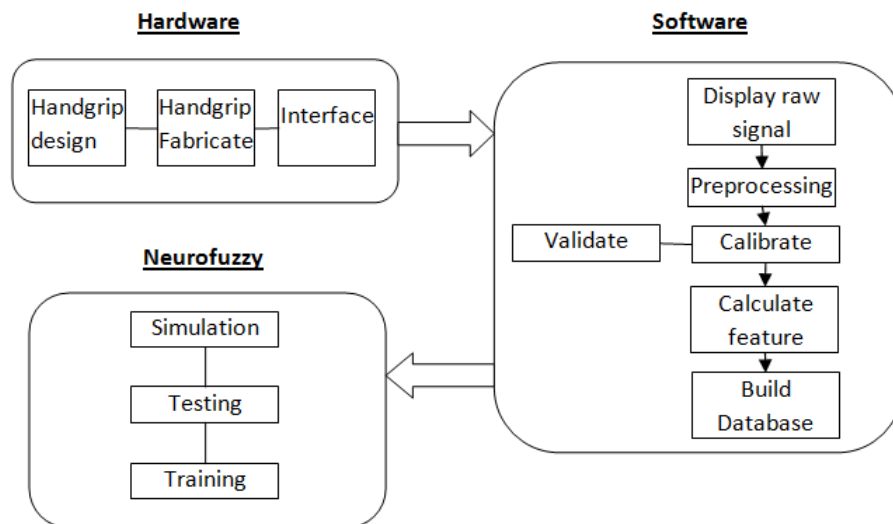 Hardware
Handgrip
design
Handgrip
Fabricate
Interface
Software
Display raw
signal
Preprocessing
Validate
Calibrate
Calculate
feature
Build
Database
Neurofuzzy
Simulation
Testing
Training